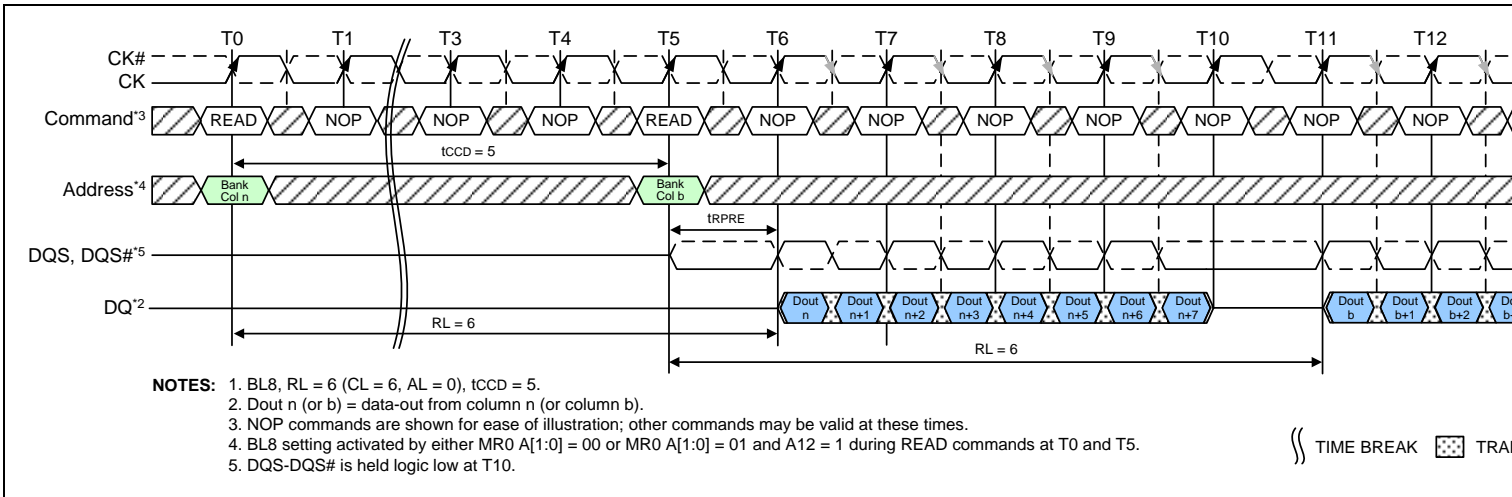 T0 T1 T3 T4 T5 T6 T7 T8 T9 T10 T11 T12
CK#
CK
Command*3 READ NOP NOP NOP READ NOP NOP NOP NOP NOP NOP NOP
tCCD = 5
Address*4 Bank Col n Bank Col b
tRPRE
DQS, DQS#*5
DQ*2 Dout n Dout n+1 Dout n+2 Dout n+3 Dout n+4 Dout n+5 Dout n+6 Dout n+7 Dout b Dout b+1 Dout b+2
RL = 6
RL = 6
NOTES: 1. BL8, RL = 6 (CL = 6, AL = 0), tCCD = 5.
2. Dout n (or b) = data-out from column n (or column b).
3. NOP commands are shown for ease of illustration; other commands may be valid at these times.
4. BL8 setting activated by either MR0 A[1:0] = 00 or MR0 A[1:0] = 01 and A12 = 1 during READ commands at T0 and T5.
5. DQS-DQS# is held logic low at T10.
TIME BREAK